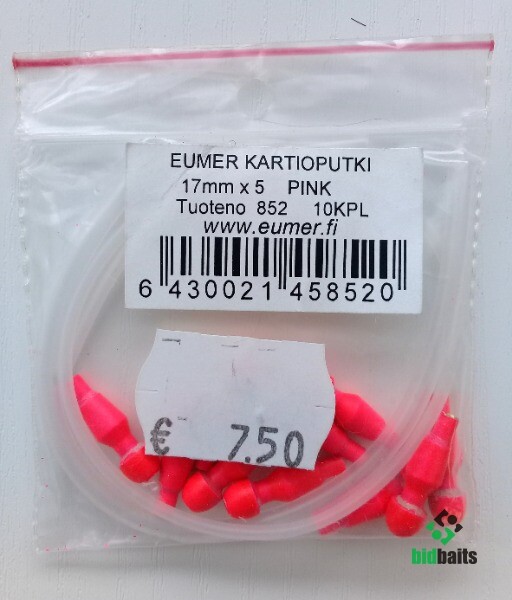 EUMER KARTIOPUTKI
17mm x 5 PINK
Tuoteno 852 10KPL
www.eumer.fi
6 430021 458520
€ 7.50
bidbaits